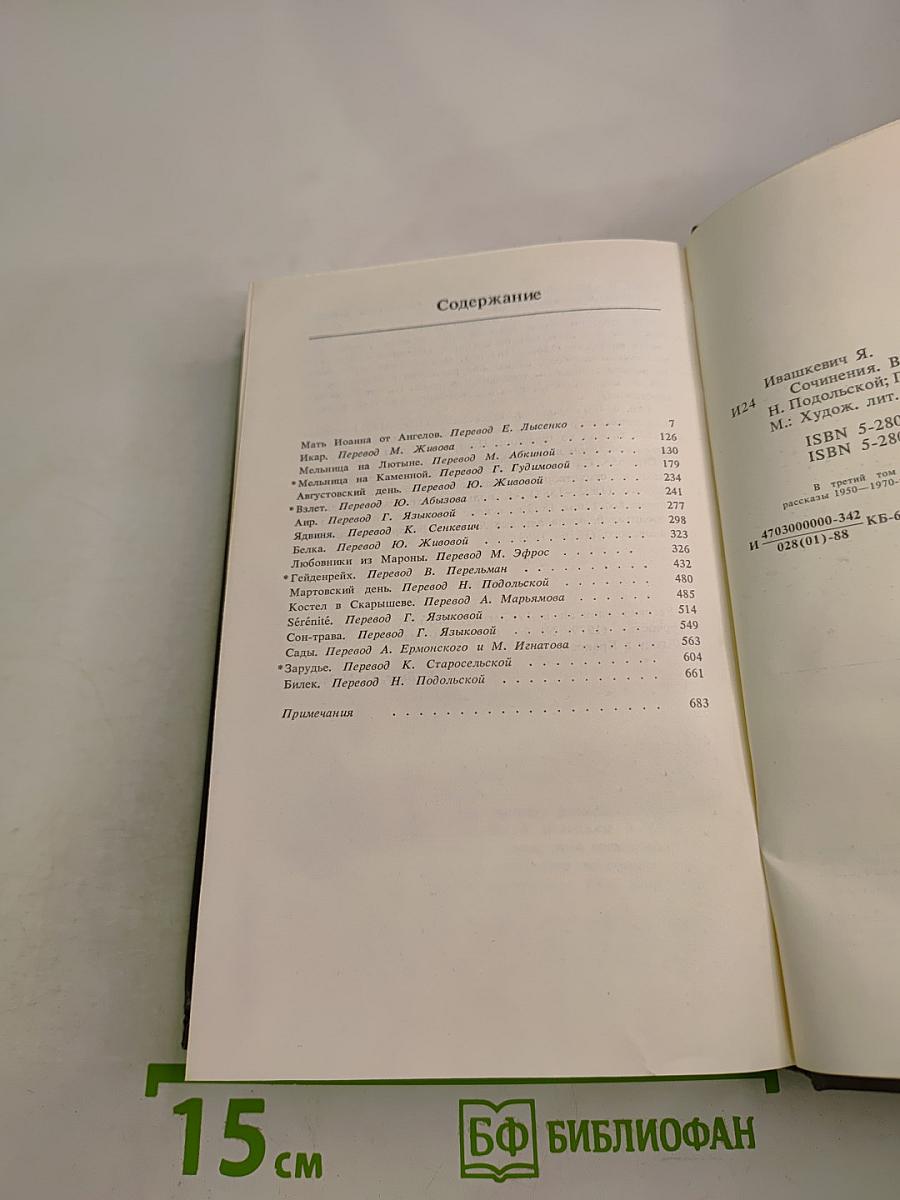 Содержание
Мать Иоанна от Ангелов. Перевод Е. Лысенко . . . . 7
Икар. Перевод М. Живова . . . . . . . . . . 126
Мельница на Лютыне. Перевод М. Абкиной . . . . . 130
*Мельница на Каменной. Перевод Г. Гудимовой . . . . 179
Августовский день. Перевод Ю. Живовой . . . . . 234
*Взлет. Перевод Ю. Абызова . . . . . . . . . 241
Аир. Перевод Г. Языковой . . . . . . . . . . 277
Ядвиня. Перевод К. Сенкевич . . . . . . . . . 298
Белка. Перевод Ю. Живовой . . . . . . . . . 323
Любовники из Мароны. Перевод М. Эфрос . . . . . 326
*Гейденрейх. Перевод В. Перельман . . . . . . . . 432
Мартовский день. Перевод Н. Подольской . . . . . . 480
Костел в Скарышеве. Перевод А. Марьямова . . . . . . 485
Sérénité. Перевод Г. Языковой . . . . . . . . . 514
Сон-трава. Перевод Г. Языковой . . . . . . . . 549
Сады. Перевод А. Ермонского и М. Игнатова . . . . . . 563
*Зарудье. Перевод К. Старосельской . . . . . . . . 604
Билек. Перевод Н. Подольской . . . . . . . . . . 661
Примечания . . . . . . . . . . . . . . . . . . 683
Ивашкевич Я.
И24 Сочинения. В
Н. Подольской; П
М.: Худож. лит.
ISBN 5-280
ISBN 5-280
В третий том
рассказы 1950—1970-
И 4703000000-342 КБ-6
028(01)-88
15 см
БФ БИБЛИОФАН